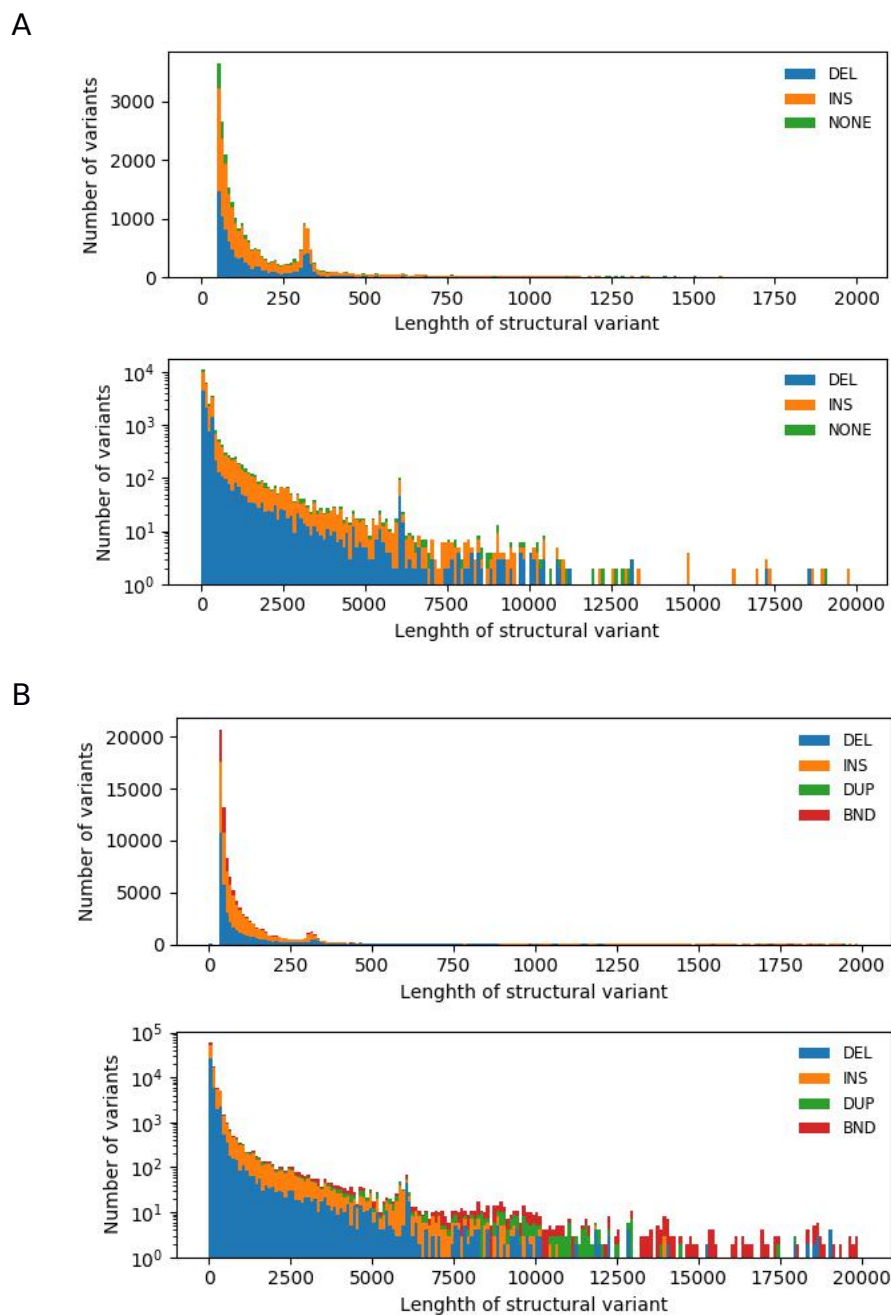 A
Number of variants
3000
2000
1000
0
DEL
INS
NONE
0 250 500 750 1000 1250 1500 1750 2000
Lenghth of structural variant
Number of variants
10^4
10^3
10^2
10^1
10^0
DEL
INS
NONE
0 2500 5000 7500 10000 12500 15000 17500 20000
Lenghth of structural variant
B
Number of variants
20000
15000
10000
5000
0
DEL
INS
DUP
BND
0 250 500 750 1000 1250 1500 1750 2000
Lenghth of structural variant
Number of variants
10^5
10^4
10^3
10^2
10^1
10^0
DEL
INS
DUP
BND
0 2500 5000 7500 10000 12500 15000 17500 20000
Lenghth of structural variant